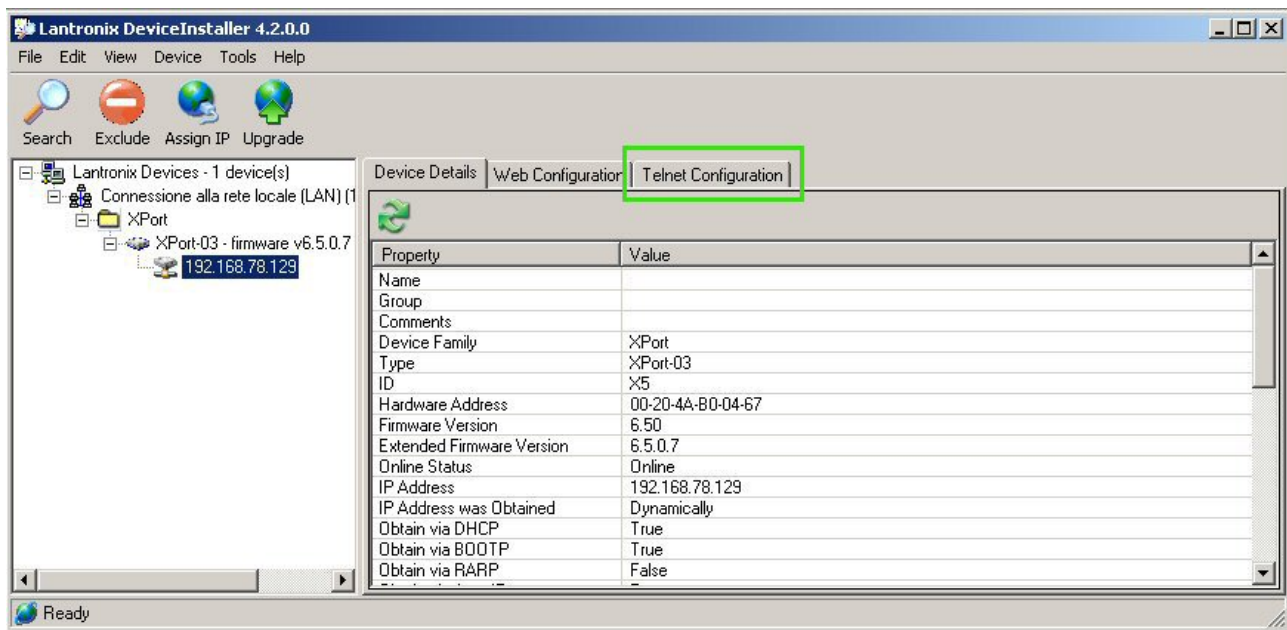 Lantronix DeviceInstaller 4.2.0.0
File Edit View Device Tools Help
Search Exclude Assign IP Upgrade
Lantronix Devices - 1 device(s)
Connessione alla rete locale (LAN) (1
XPort
XPort-03 - firmware v6.5.0.7
192.168.78.129
Device Details Web Configuration Telnet Configuration
Property Value
Name
Group
Comments
Device Family XPort
Type XPort-03
ID X5
Hardware Address 00-20-4A-B0-04-67
Firmware Version 6.50
Extended Firmware Version 6.5.0.7
Online Status Online
IP Address 192.168.78.129
IP Address was Obtained Dynamically
Obtain via DHCP True
Obtain via BOOTP True
Obtain via RARP False
Ready